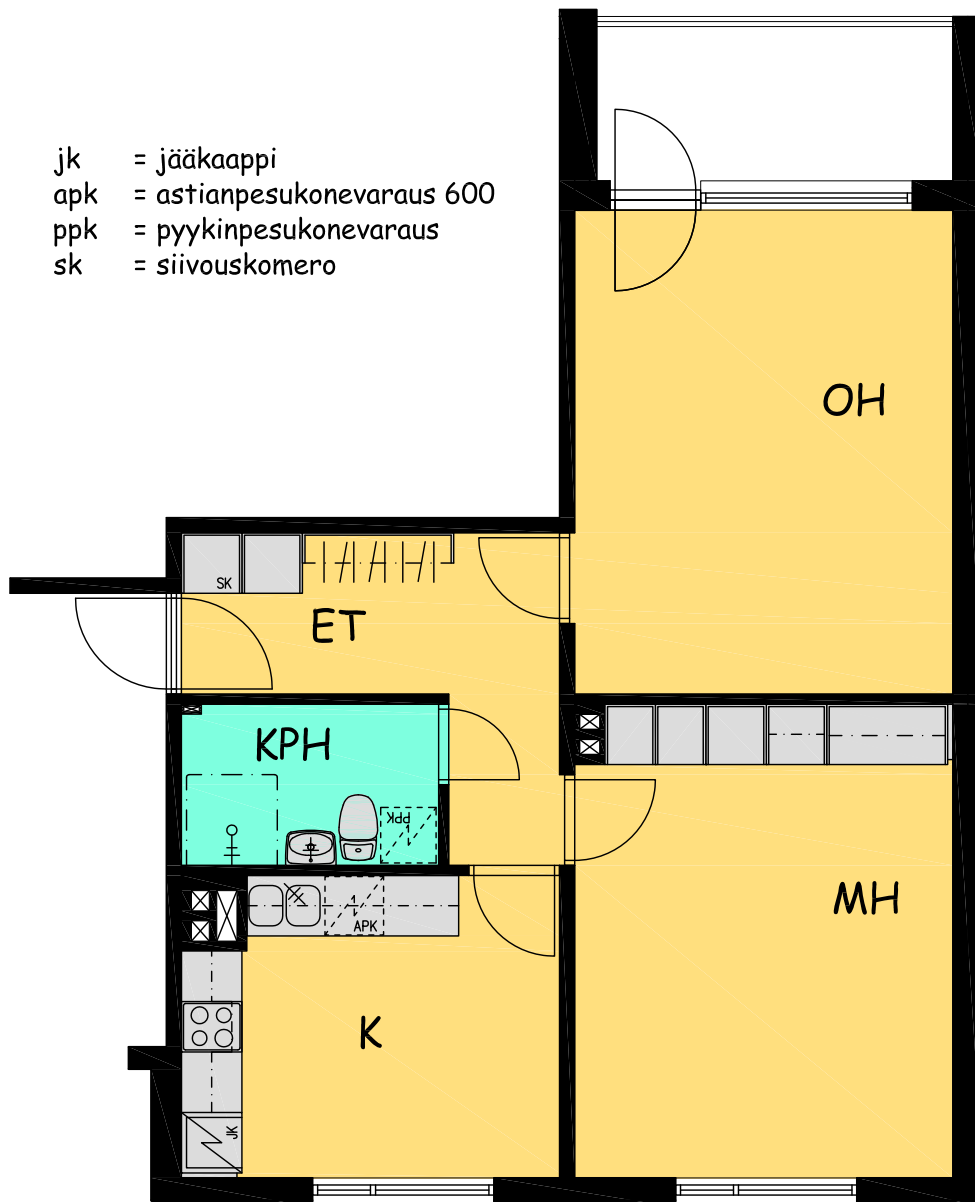 jk = jääkaappi
apk = astianpesukonevaraus 600
ppk = pyykinpesukonevaraus
sk = siivouskomero
OH
SK
ET
KPH
PPK
MH
APK
K
JK